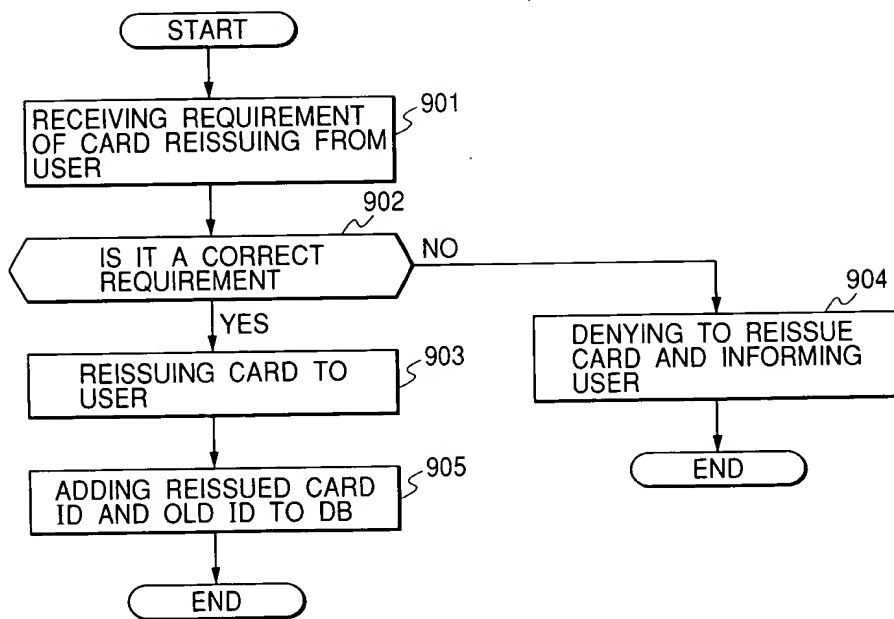 START
901
RECEIVING REQUIREMENT
OF CARD REISSUING FROM
USER
902
IS IT A CORRECT
REQUIREMENT
NO
YES
904
DENYING TO REISSUE
CARD AND INFORMING
USER
903
REISSUING CARD TO
USER
END
905
ADDING REISSUED CARD
ID AND OLD ID TO DB
END